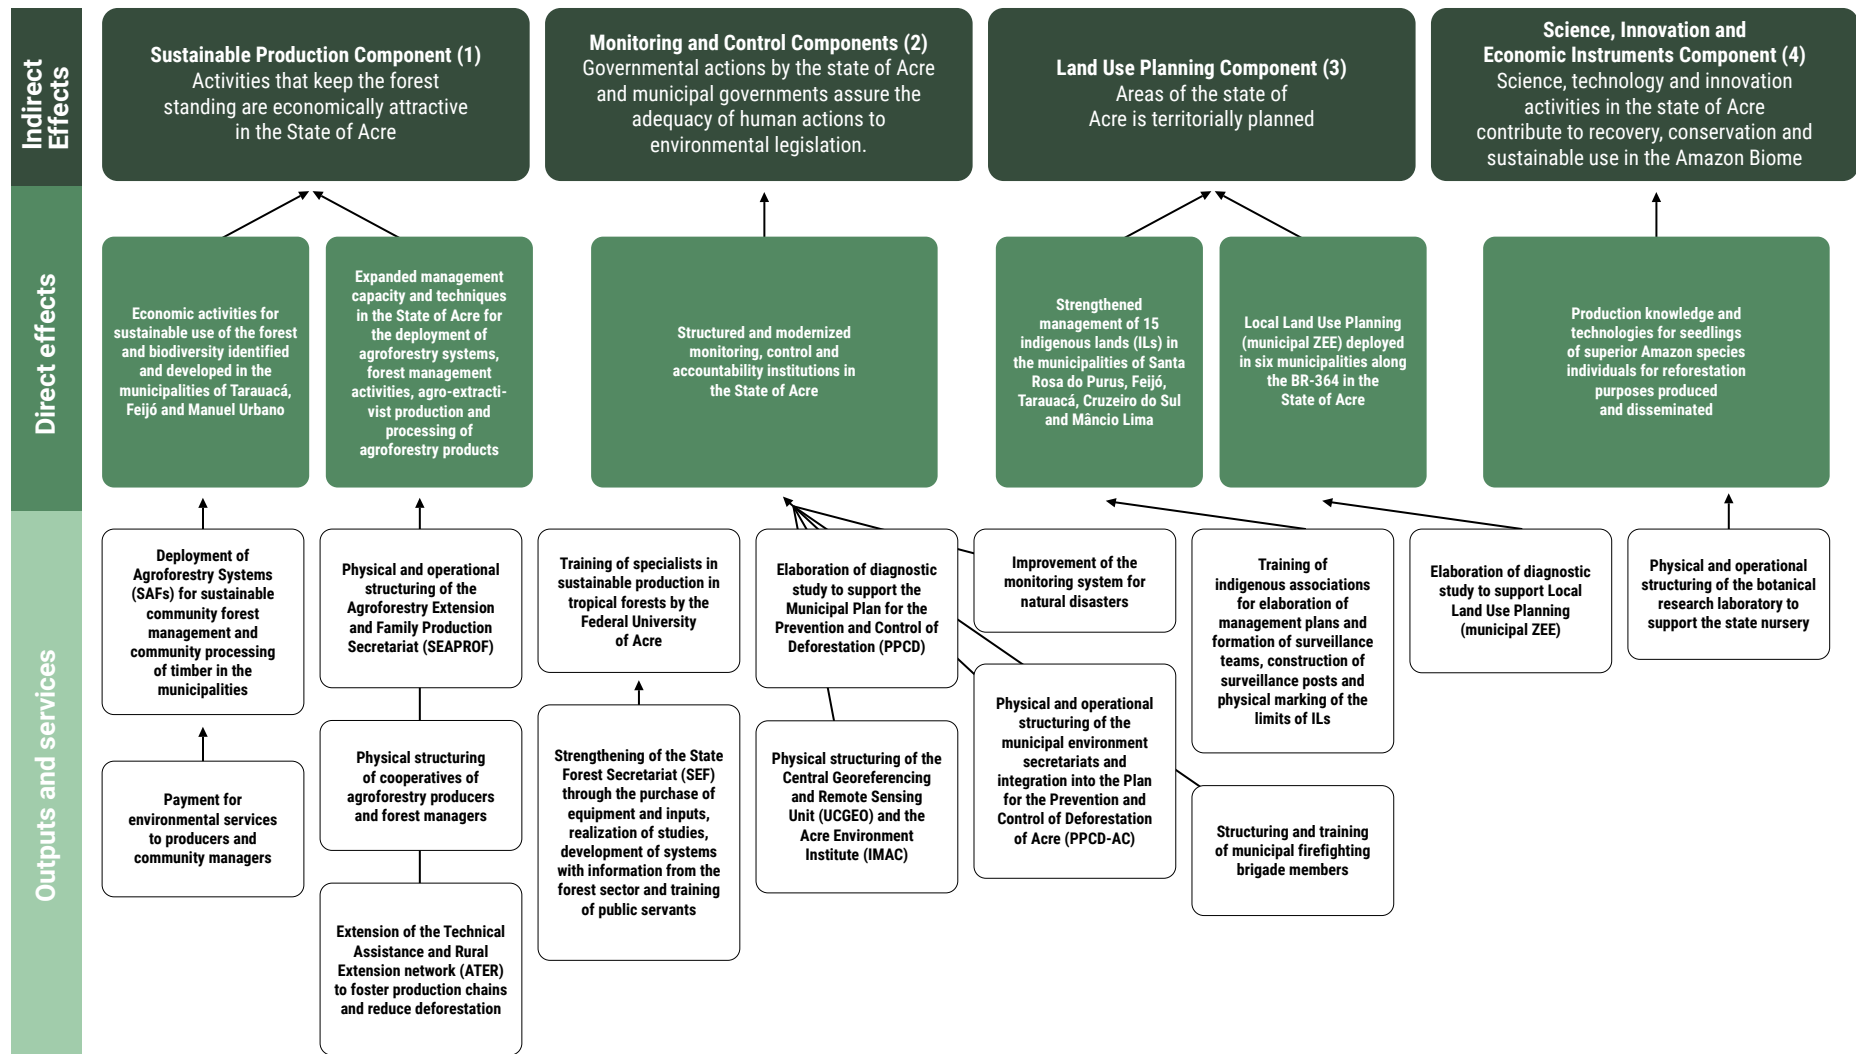 Indirect
Effects
Sustainable Production Component (1)
Activities that keep the forest
standing are economically attractive
in the State of Acre
Monitoring and Control Components (2)
Governmental actions by the state of Acre
and municipal governments assure the
adequacy of human actions to
environmental legislation.
Land Use Planning Component (3)
Areas of the state of
Acre is territorially planned
Science, Innovation and
Economic Instruments Component (4)
Science, technology and innovation
activities in the state of Acre
contribute to recovery, conservation and
sustainable use in the Amazon Biome
Direct effects
Economic activities for
sustainable use of the forest
and biodiversity identified
and developed in the
municipalities of Tarauacá,
Feijó and Manuel Urbano
Expanded management
capacity and techniques
in the State of Acre for
the deployment of
agroforestry systems,
forest management
activities, agro-extracti-
vist production and
processing of
agroforestry products
Structured and modernized
monitoring, control and
accountability institutions in
the State of Acre
Strengthened
management of 15
indigenous lands (ILs) in
the municipalities of Santa
Rosa do Purus, Feijó,
Tarauacá, Cruzeiro do Sul
and Mâncio Lima
Local Land Use Planning
(municipal ZEE) deployed
in six municipalities along
the BR-364 in the
State of Acre
Production knowledge and
technologies for seedlings
of superior Amazon species
individuals for reforestation
purposes produced
and disseminated
Outputs and services
Deployment of
Agroforestry Systems
(SAFs) for sustainable
community forest
management and
community processing
of timber in the
municipalities
Payment for
environmental services
to producers and
community managers
Physical and operational
structuring of the
Agroforestry Extension
and Family Production
Secretariat (SEAPROF)
Physical structuring
of cooperatives of
agroforestry producers
and forest managers
Extension of the Technical
Assistance and Rural
Extension network (ATER)
to foster production chains
and reduce deforestation
Training of specialists in
sustainable production in
tropical forests by the
Federal University
of Acre
Strengthening of the State
Forest Secretariat (SEF)
through the purchase of
equipment and inputs,
realization of studies,
development of systems
with information from the
forest sector and training
of public servants
Elaboration of diagnostic
study to support the
Municipal Plan for the
Prevention and Control of
Deforestation (PPCD)
Physical structuring of the
Central Georeferencing
and Remote Sensing
Unit (UCGEO) and the
Acre Environment
Institute (IMAC)
Improvement of the
monitoring system for
natural disasters
Physical and operational
structuring of the
municipal environment
secretariats and
integration into the Plan
for the Prevention and
Control of Deforestation
of Acre (PPCD-AC)
Training of
indigenous associations
for elaboration of
management plans and
formation of surveillance
teams, construction of
surveillance posts and
physical marking of the
limits of ILs
Structuring and training
of municipal firefighting
brigade members
Elaboration of diagnostic
study to support Local
Land Use Planning
(municipal ZEE)
Physical and operational
structuring of the botanical
research laboratory to
support the state nursery